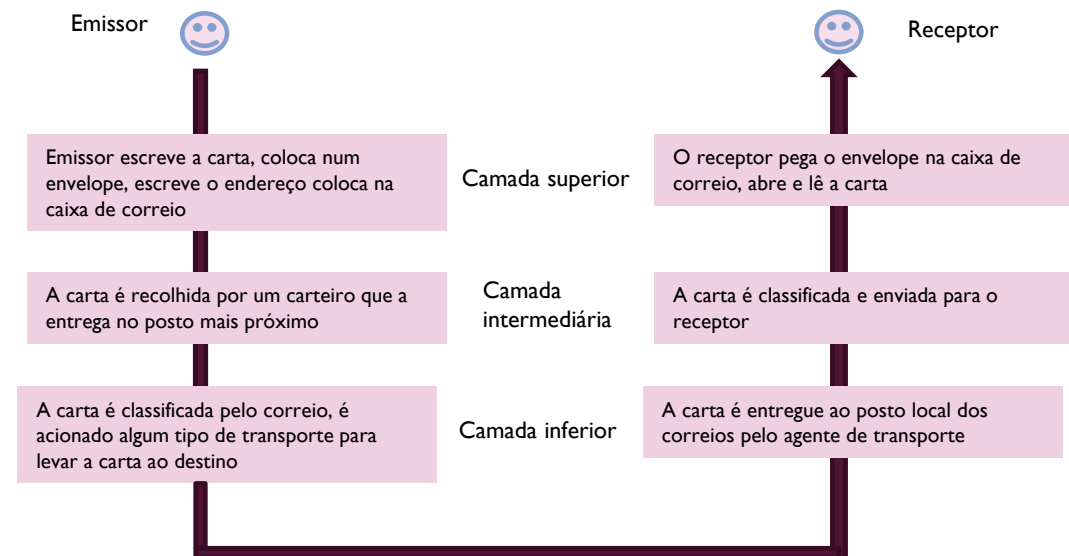 Emissor
Receptor
Emissor escreve a carta, coloca num
envelope, escreve o endereço coloca na
caixa de correio
Camada superior
O receptor pega o envelope na caixa de
correio, abre e lê a carta
A carta é recolhida por um carteiro que a
entrega no posto mais próximo
Camada
intermediária
A carta é classificada e enviada para o
receptor
A carta é classificada pelo correio, é
acionado algum tipo de transporte para
levar a carta ao destino
Camada inferior
A carta é entregue ao posto local dos
correios pelo agente de transporte